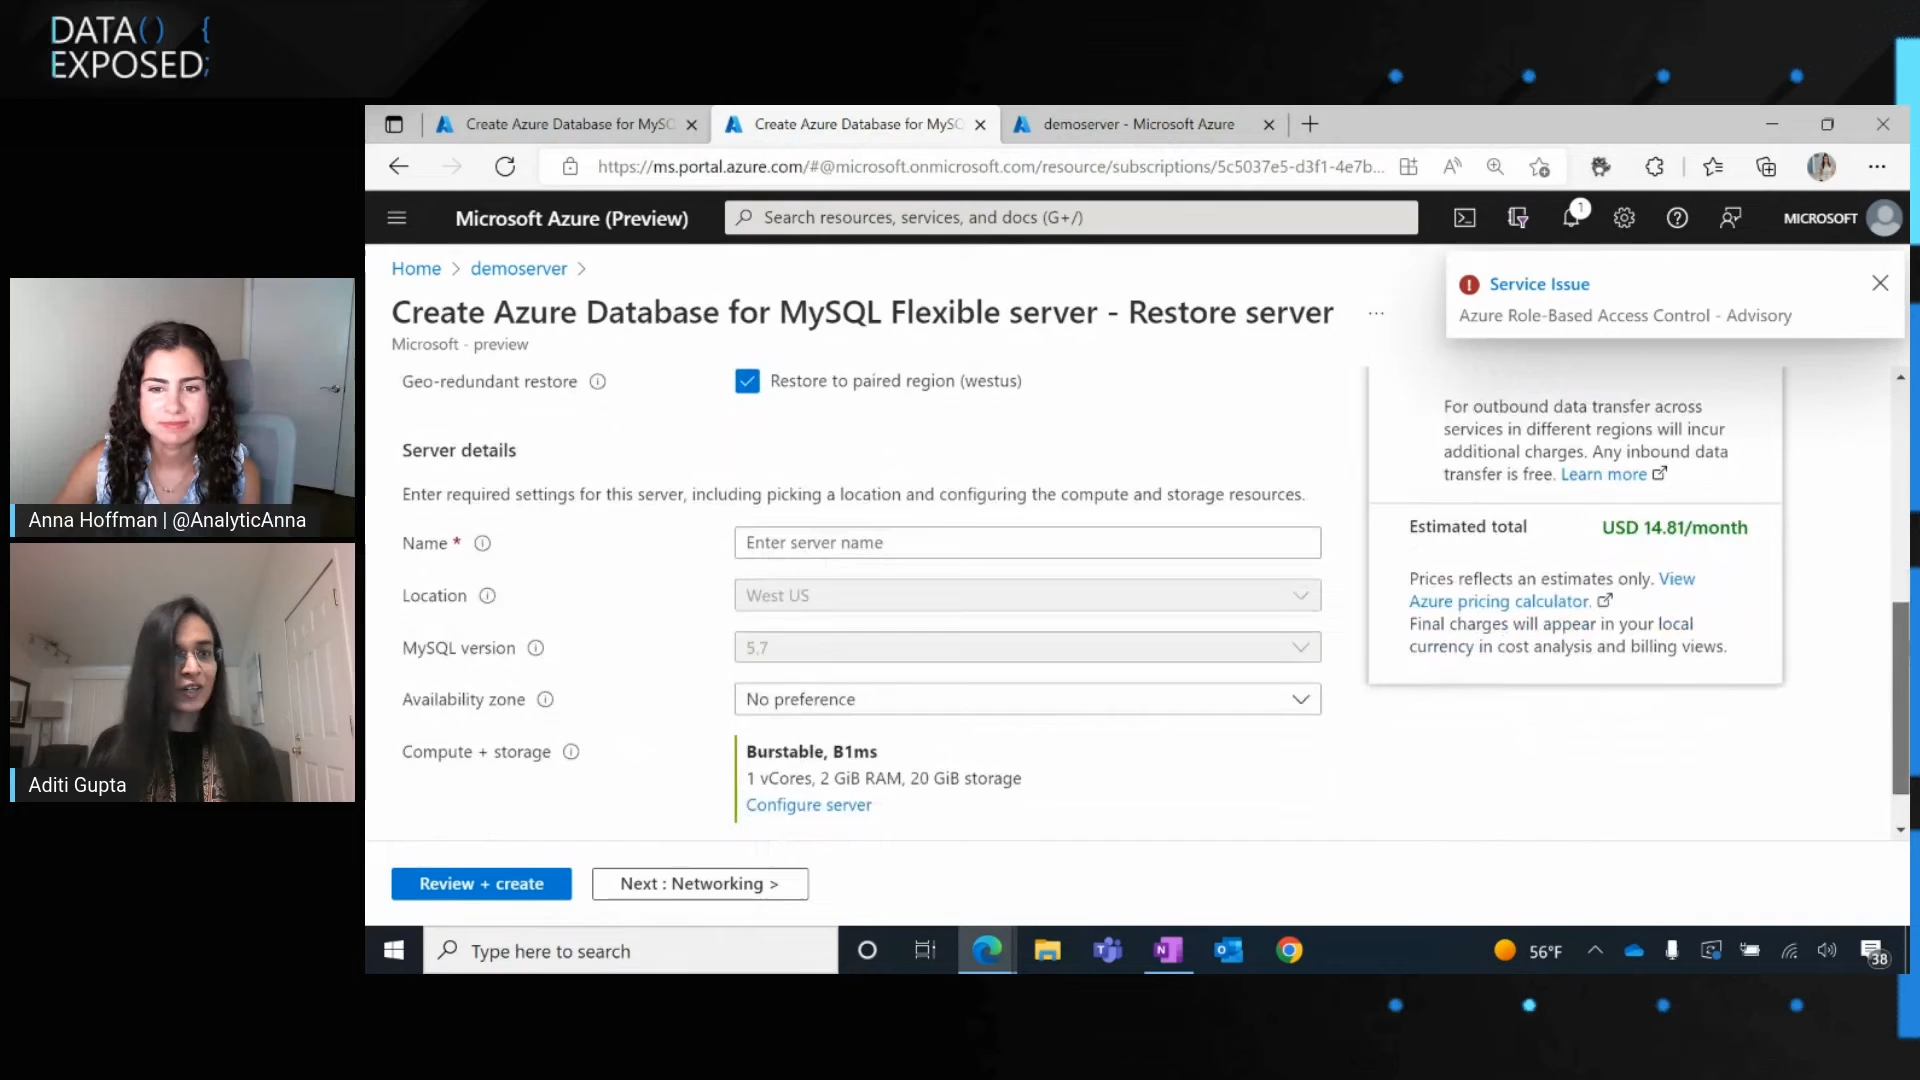 DATA() {
EXPOSED;
Create Azure Database for MySQ
Create Azure Database for MySQ
demoserver - Microsoft Azure
https://ms.portal.azure.com/#@microsoft.onmicrosoft.com/resource/subscriptions/5c5037e5-d3f1-4e7b...
Microsoft Azure (Preview)
Search resources, services, and docs (G+/)
1
MICROSOFT
Home > demoserver >
Create Azure Database for MySQL Flexible server - Restore server ...
Microsoft - preview
Service Issue
Azure Role-Based Access Control - Advisory
Geo-redundant restore
Restore to paired region (westus)
Server details
Enter required settings for this server, including picking a location and configuring the compute and storage resources.
Name *
Enter server name
Location
West US
MySQL version
5.7
Availability zone
No preference
Compute + storage
Burstable, B1ms
1 vCores, 2 GiB RAM, 20 GiB storage
Configure server
For outbound data transfer across
services in different regions will incur
additional charges. Any inbound data
transfer is free. Learn more
Estimated total
USD 14.81/month
Prices reflects an estimates only. View
Azure pricing calculator.
Final charges will appear in your local
currency in cost analysis and billing views.
Review + create
Next : Networking >
Anna Hoffman | @AnalyticAnna
Aditi Gupta
Type here to search
56°F
38